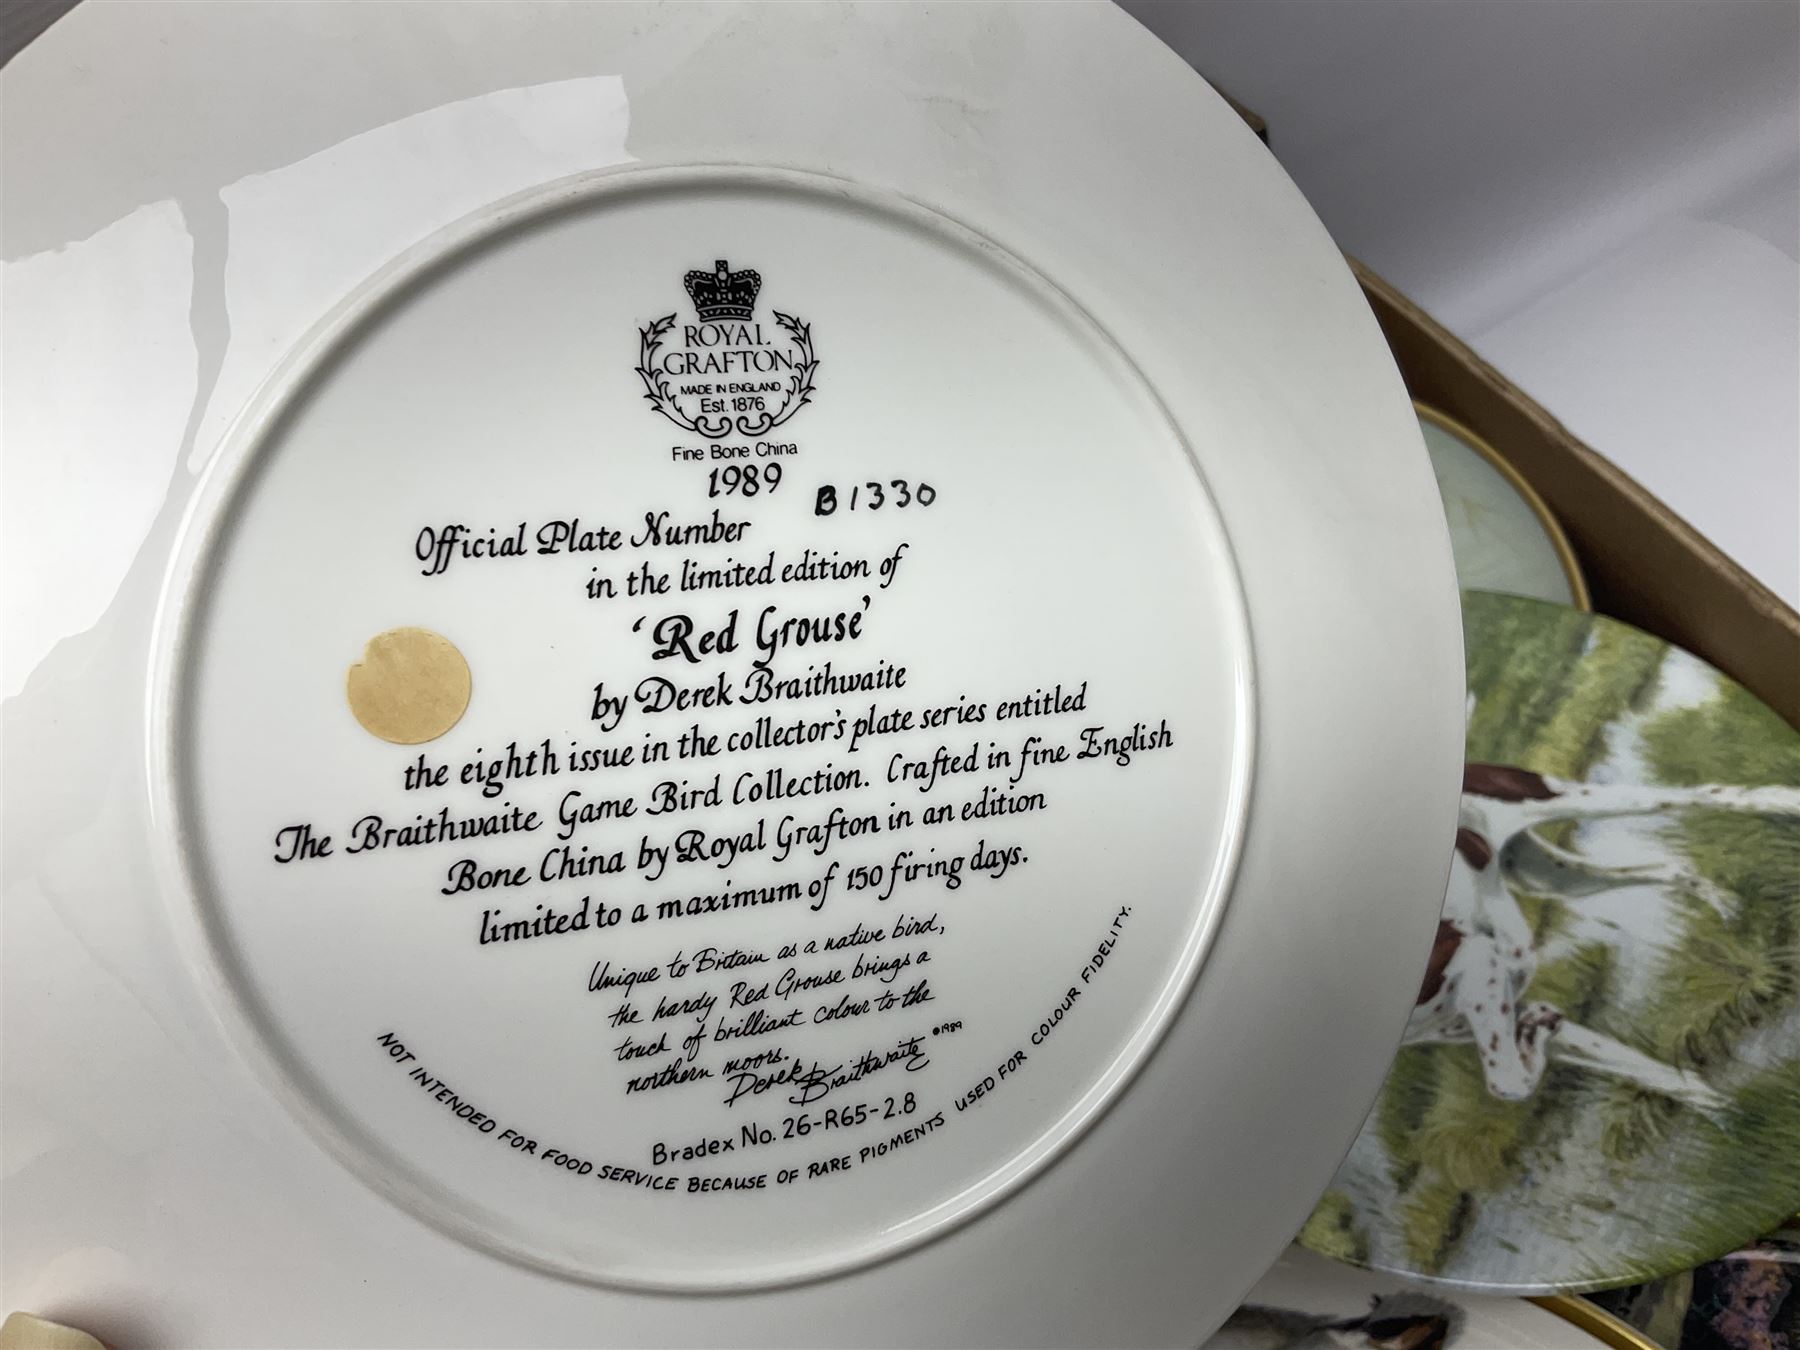 ROYAL
GRAFTON
MADE IN ENGLAND
Est. 1876
Fine Bone China
1989
B1330
Official Plate Number
in the limited edition of
‘Red Grouse’
by Derek Braithwaite
the eighth issue in the collector's plate series entitled
The Braithwaite Game Bird Collection. Crafted in fine English
Bone China by Royal Grafton in an edition
limited to a maximum of 150 firing days.
Unique to Britain as a native bird,
the hardy Red Grouse brings a
touch of brilliant colour to the
northern moors.
Derek Braithwaite ©1989
Bradex No. 26-R65-2.8
NOT INTENDED FOR FOOD SERVICE BECAUSE OF RARE PIGMENTS USED FOR COLOUR FIDELITY.